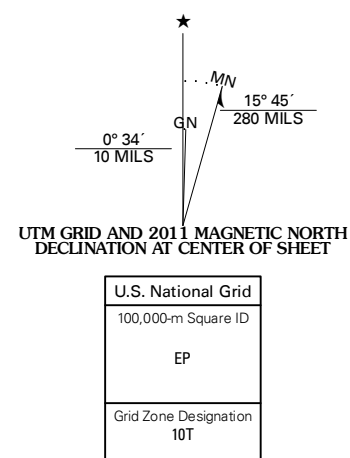 ★
MN
15° 45´
280 MILS
GN
0° 34´
10 MILS
UTM GRID AND 2011 MAGNETIC NORTH
DECLINATION AT CENTER OF SHEET
U.S. National Grid
100,000-m Square ID
EP
Grid Zone Designation
10T